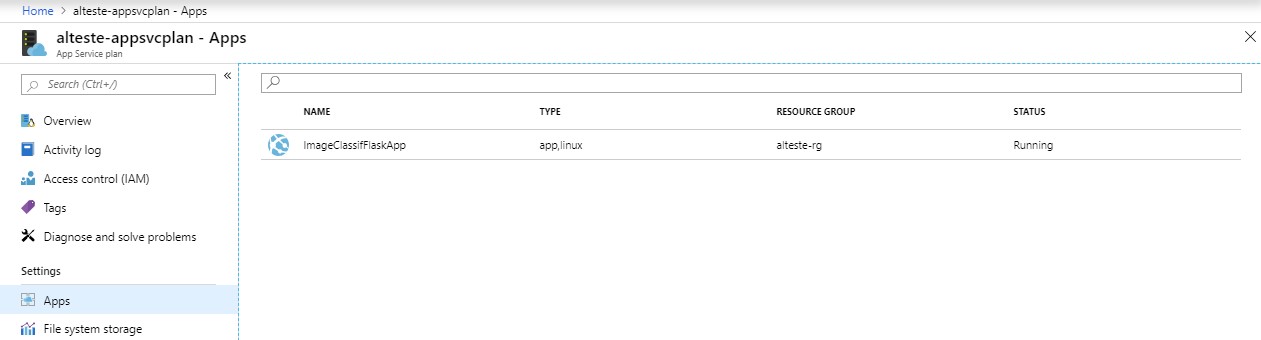 Home > alteste-appsvcplan - Apps
alteste-appsvcplan - Apps
App Service plan
Search (Ctrl+/)
Overview
Activity log
Access control (IAM)
Tags
Diagnose and solve problems
Settings
Apps
File system storage
NAME TYPE RESOURCE GROUP STATUS
ImageClassifFlaskApp app,linux alteste-rg Running